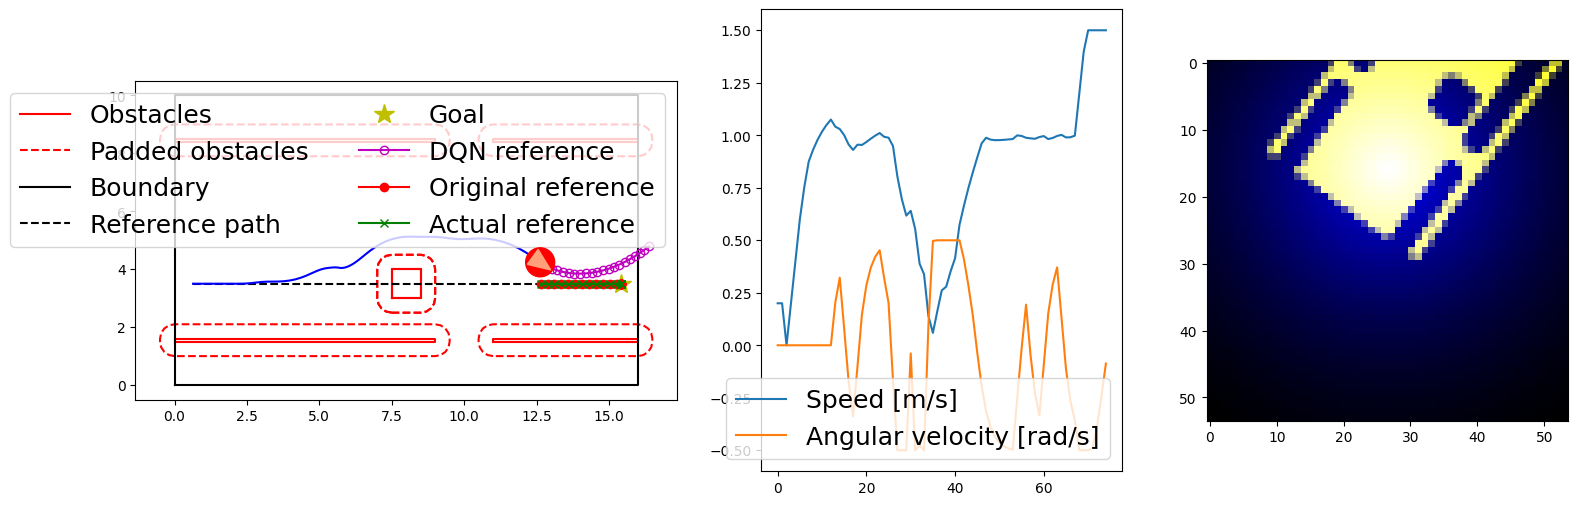 Obstacles
Padded obstacles
Boundary
Reference path
Goal
DQN reference
Original reference
Actual reference
10
6
4
2
0
0.0 2.5 5.0 7.5 10.0 12.5 15.0
1.50
1.25
1.00
0.75
0.50
0.25
0.00
−0.25
−0.50
Speed [m/s]
Angular velocity [rad/s]
0 20 40 60
0
10
20
30
40
50
0 10 20 30 40 50